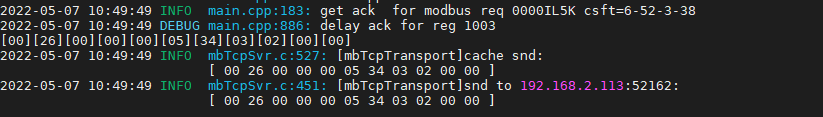 2022-05-07 10:49:49 INFO  main.cpp:183: get ack  for modbus req 0000IL5K csft=6-52-3-38
2022-05-07 10:49:49 DEBUG main.cpp:886: delay ack for reg 1003
[00][26][00][00][00][05][34][03][02][00][00]
2022-05-07 10:49:49 INFO  mbTcpSvr.c:527: [mbTcpTransport]cache snd:
[ 00 26 00 00 00 05 34 03 02 00 00 ]
2022-05-07 10:49:49 INFO  mbTcpSvr.c:451: [mbTcpTransport]snd to 192.168.2.113:52162:
[ 00 26 00 00 00 05 34 03 02 00 00 ]